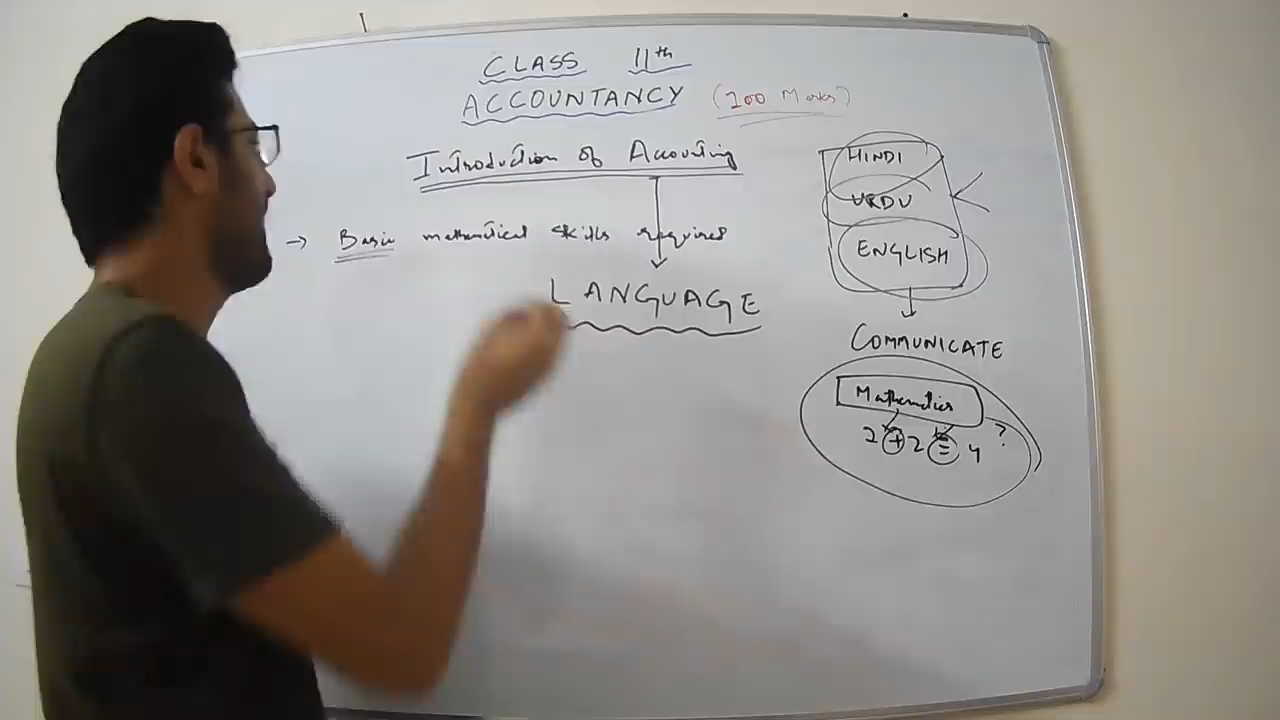 CLASS 11th
ACCOUNTANCY (100 Marks)
Introduction of Accounting
→ Basic mathematical skills required
LANGUAGE
HINDI
URDU
ENGLISH
COMMUNICATE
Mathematics
2 + 2 = 4 ?